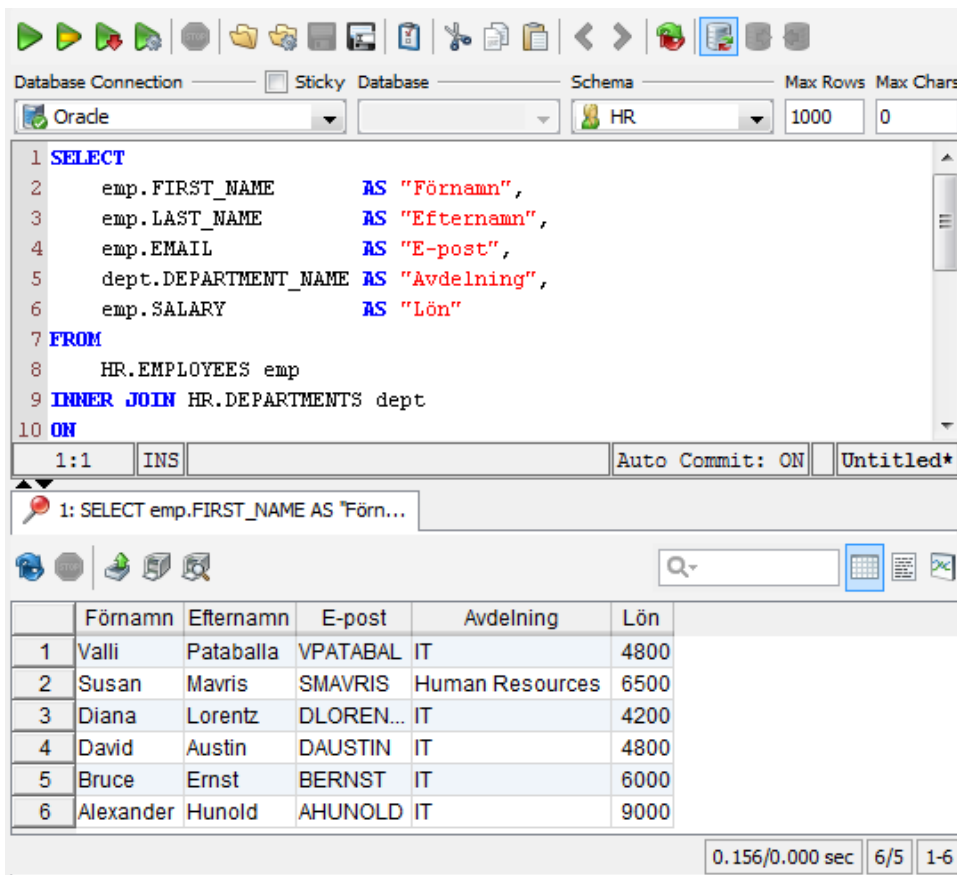 Database Connection Sticky Database Schema Max Rows Max Chars
Oracle HR 1000 0
1 SELECT
2 emp.FIRST_NAME AS "Förnamn",
3 emp.LAST_NAME AS "Efternamn",
4 emp.EMAIL AS "E-post",
5 dept.DEPARTMENT_NAME AS "Avdelning",
6 emp.SALARY AS "Lön"
7 FROM
8 HR.EMPLOYEES emp
9 INNER JOIN HR.DEPARTMENTS dept
10 ON
1:1 INS Auto Commit: ON Untitled*
1: SELECT emp.FIRST_NAME AS "Förn...
Förnamn Efternamn E-post Avdelning Lön
1 Valli Pataballa VPATABAL IT 4800
2 Susan Mavris SMAVRIS Human Resources 6500
3 Diana Lorentz DLOREN... IT 4200
4 David Austin DAUSTIN IT 4800
5 Bruce Ernst BERNST IT 6000
6 Alexander Hunold AHUNOLD IT 9000
0.156/0.000 sec 6/5 1-6